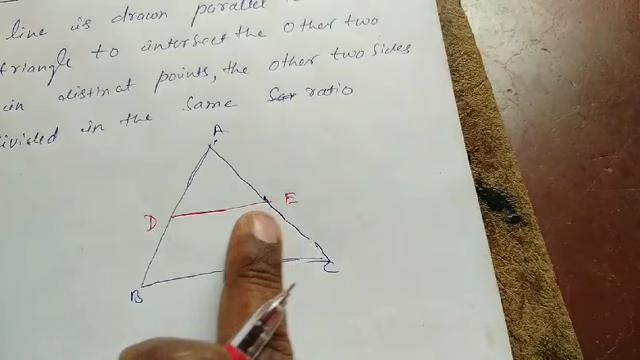 line is drawn parallel
triangle to intersect the other two
in distinat points, the other two sides
divided in the same ratio
A
D
E
B
C